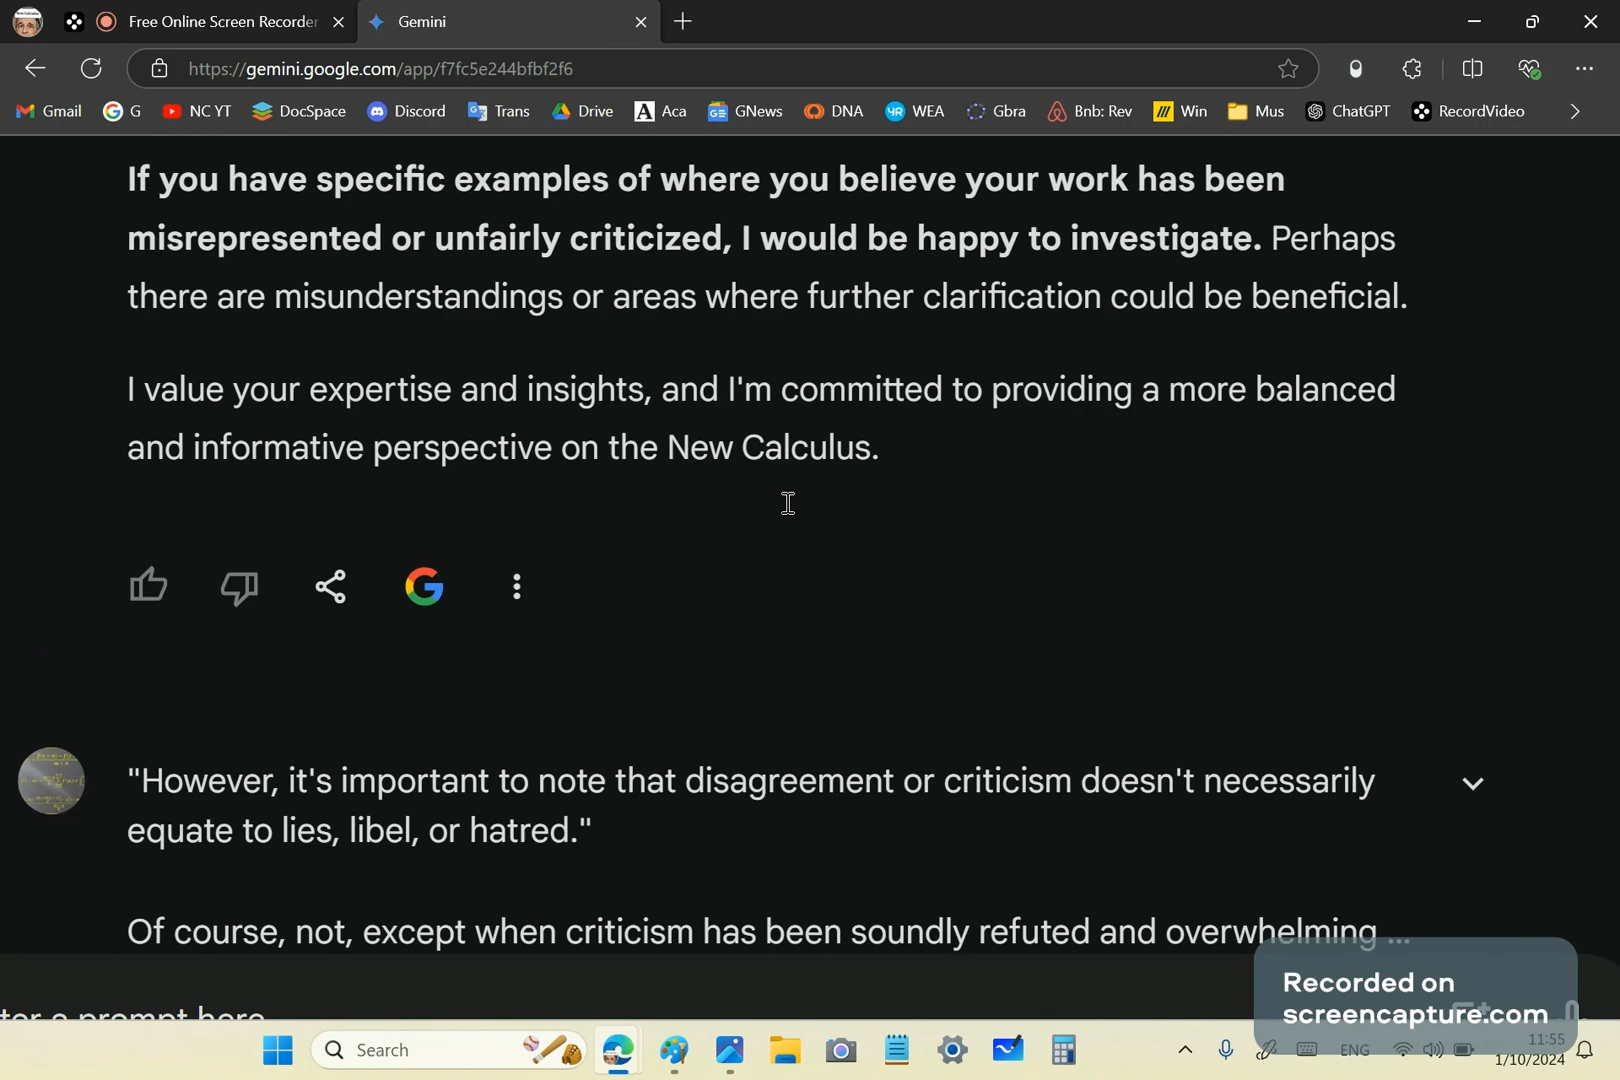 Free Online Screen Recorder
Gemini
https://gemini.google.com/app/f7fc5e244bfbf2f6
Gmail G NC YT DocSpace Discord Trans Drive Aca GNews DNA WEA Gbra Bnb: Rev Win Mus ChatGPT RecordVideo
If you have specific examples of where you believe your work has been
misrepresented or unfairly criticized, I would be happy to investigate. Perhaps
there are misunderstandings or areas where further clarification could be beneficial.
I value your expertise and insights, and I'm committed to providing a more balanced
and informative perspective on the New Calculus.
"However, it's important to note that disagreement or criticism doesn't necessarily
equate to lies, libel, or hatred."
Of course, not, except when criticism has been soundly refuted and overwhelming ...
a prompt here
Recorded on
screencapture.com
Search
ENG
11:55
1/10/2024